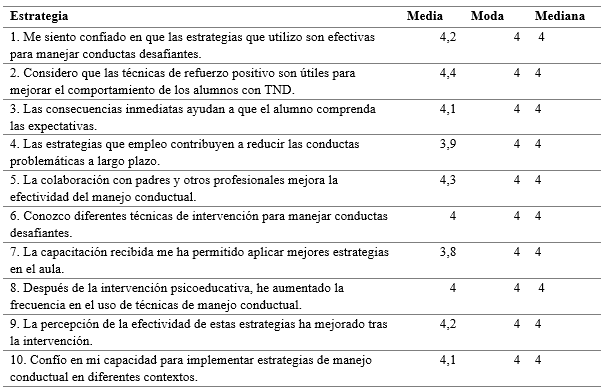 Estrategia Media Moda Mediana
1. Me siento confiado en que las estrategias que utilizo son efectivas
para manejar conductas desafiantes. 4,2 4 4
2. Considero que las técnicas de refuerzo positivo son útiles para
mejorar el comportamiento de los alumnos con TND. 4,4 4 4
3. Las consecuencias inmediatas ayudan a que el alumno comprenda
las expectativas. 4,1 4 4
4. Las estrategias que empleo contribuyen a reducir las conductas
problemáticas a largo plazo. 3,9 4 4
5. La colaboración con padres y otros profesionales mejora la
efectividad del manejo conductual. 4,3 4 4
6. Conozco diferentes técnicas de intervención para manejar conductas
desafiantes. 4 4 4
7. La capacitación recibida me ha permitido aplicar mejores estrategias
en el aula. 3,8 4 4
8. Después de la intervención psicoeducativa, he aumentado la
frecuencia en el uso de técnicas de manejo conductual. 4 4 4
9. La percepción de la efectividad de estas estrategias ha mejorado tras
la intervención. 4,2 4 4
10. Confío en mi capacidad para implementar estrategias de manejo
conductual en diferentes contextos. 4,1 4 4